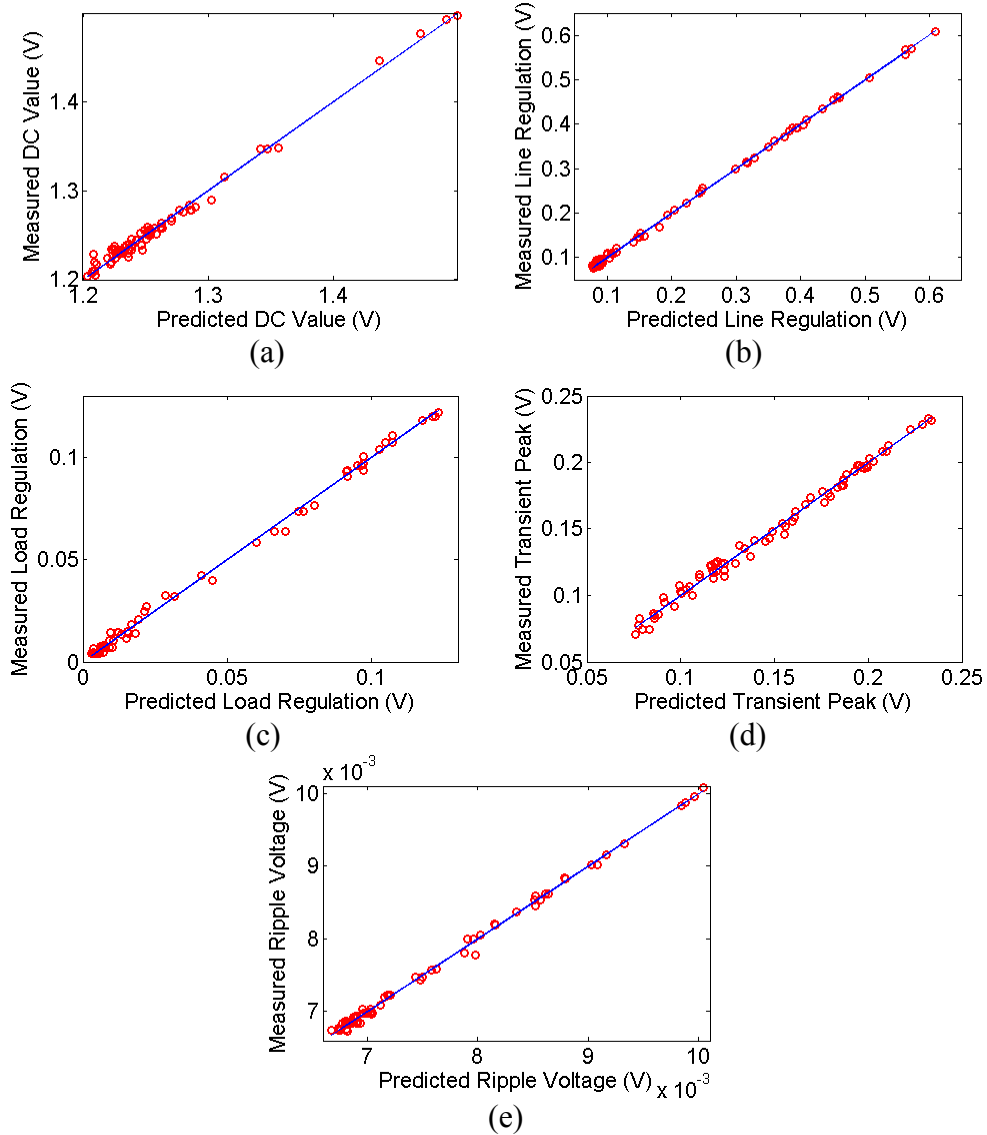 Measured DC Value (V)
1.4
1.3
1.2
1.2
1.3
1.4
Predicted DC Value (V)
(a)
Measured Line Regulation (V)
0.6
0.5
0.4
0.3
0.2
0.1
0.1
0.2
0.3
0.4
0.5
0.6
Predicted Line Regulation (V)
(b)
Measured Load Regulation (V)
0.1
0.05
0
0
0.05
0.1
Predicted Load Regulation (V)
(c)
Measured Transient Peak (V)
0.25
0.2
0.15
0.1
0.05
0.05
0.1
0.15
0.2
0.25
Predicted Transient Peak (V)
(d)
x 10-3
Measured Ripple Voltage (V)
10
9
8
7
7
8
9
10
Predicted Ripple Voltage (V)
x 10-3
(e)